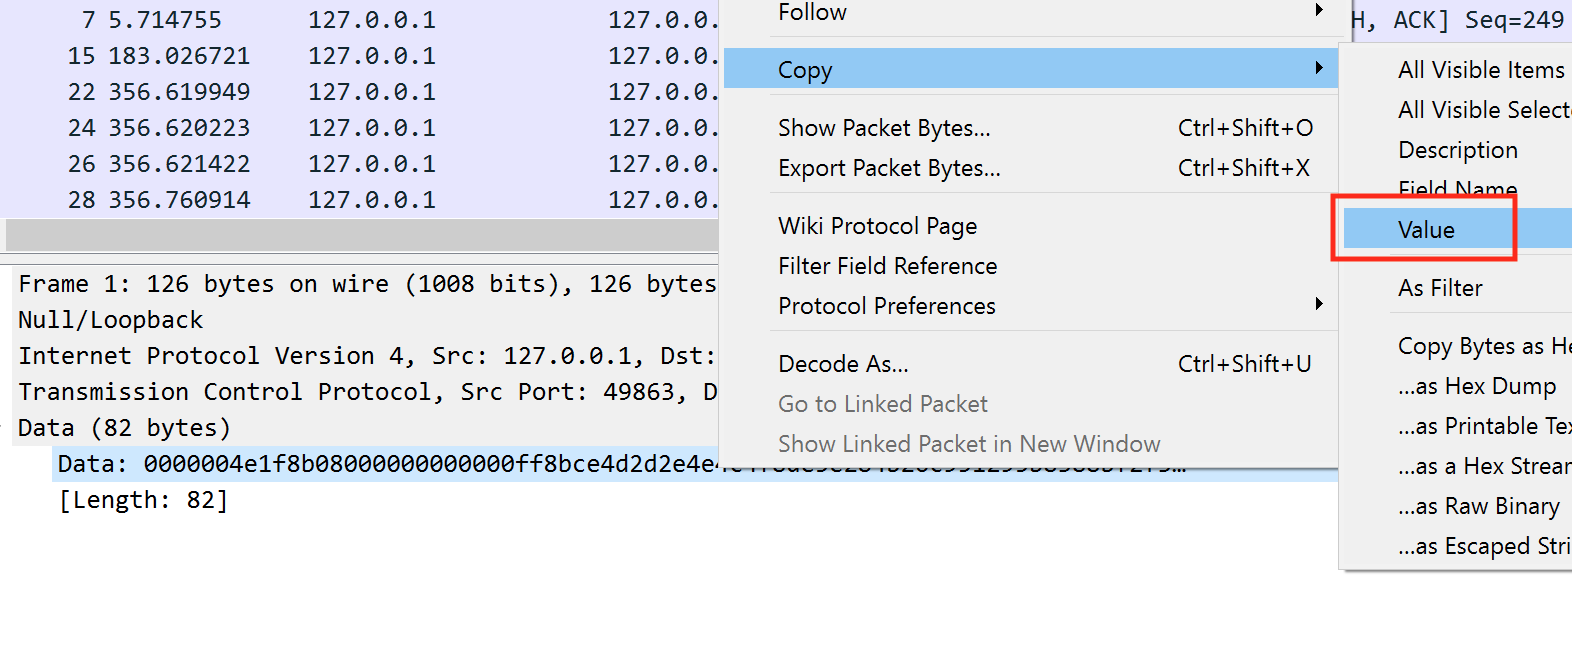 7 5.714755 127.0.0.1 127.0.0.
15 183.026721 127.0.0.1 127.0.0.
22 356.619949 127.0.0.1 127.0.0.
24 356.620223 127.0.0.1 127.0.0.
26 356.621422 127.0.0.1 127.0.0.
28 356.760914 127.0.0.1 127.0.0.
H, ACK] Seq=249
Frame 1: 126 bytes on wire (1008 bits), 126 bytes
Null/Loopback
Internet Protocol Version 4, Src: 127.0.0.1, Dst:
Transmission Control Protocol, Src Port: 49863, D
Data (82 bytes)
Data: 0000004e1f8b08000000000000ff8bce4d2d2e4e4
[Length: 82]
Follow
Copy
Show Packet Bytes... Ctrl+Shift+O
Export Packet Bytes... Ctrl+Shift+X
Wiki Protocol Page
Filter Field Reference
Protocol Preferences
Decode As... Ctrl+Shift+U
Go to Linked Packet
Show Linked Packet in New Window
All Visible Items
All Visible Select
Description
Field Name
Value
As Filter
Copy Bytes as He
...as Hex Dump
...as Printable Tex
...as a Hex Strea
...as Raw Binary
...as Escaped Stri